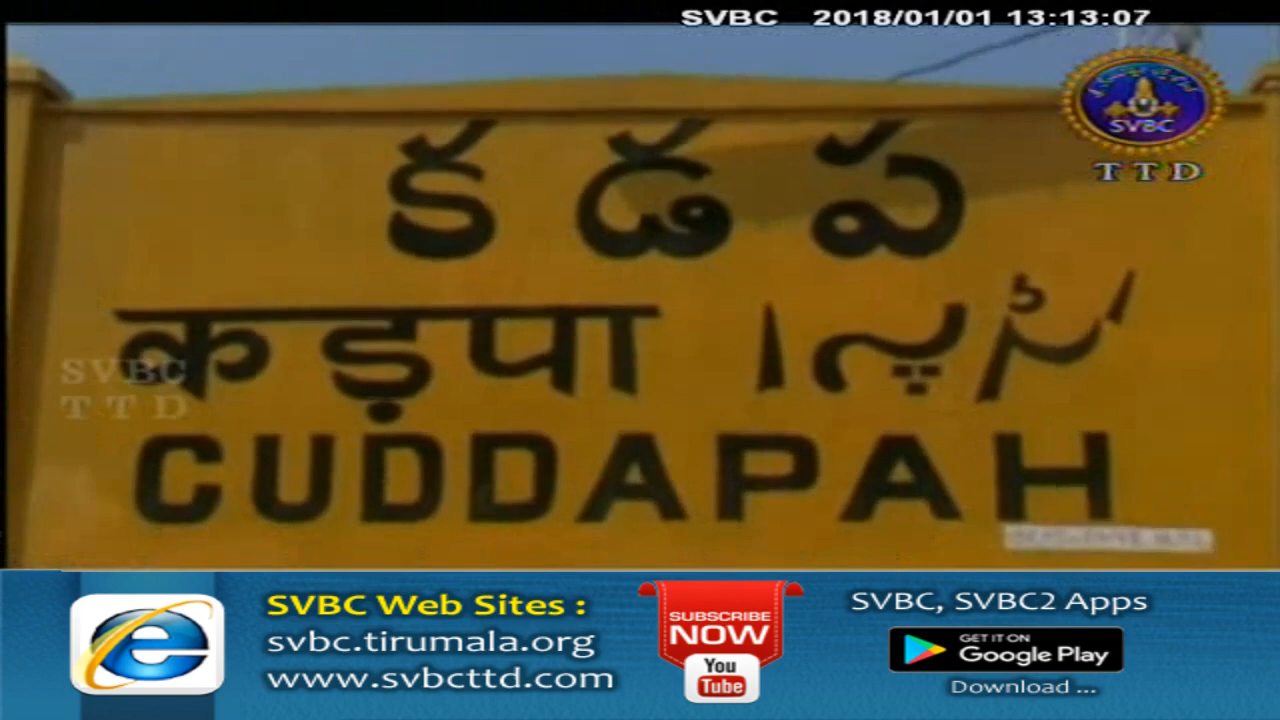 SVBC 2018/01/01 13:13:07
SVBC
TTD
కడప
कड़पा کڑپا
SVBC
TTD
CUDDAPAH
SVBC Web Sites :
svbc.tirumala.org
www.svbcttd.com
SUBSCRIBE
NOW
You
Tube
SVBC, SVBC2 Apps
GET IT ON
Google Play
Download ...